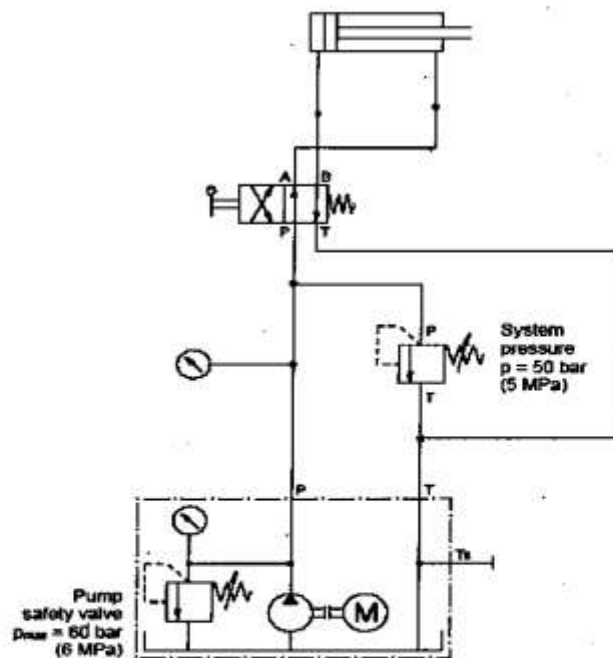 A B
P T
P
System
pressure
p = 50 bar
(5 MPa)
T
P T
Ts
Pump
safety valve
pmax = 60 bar
(6 MPa)
M